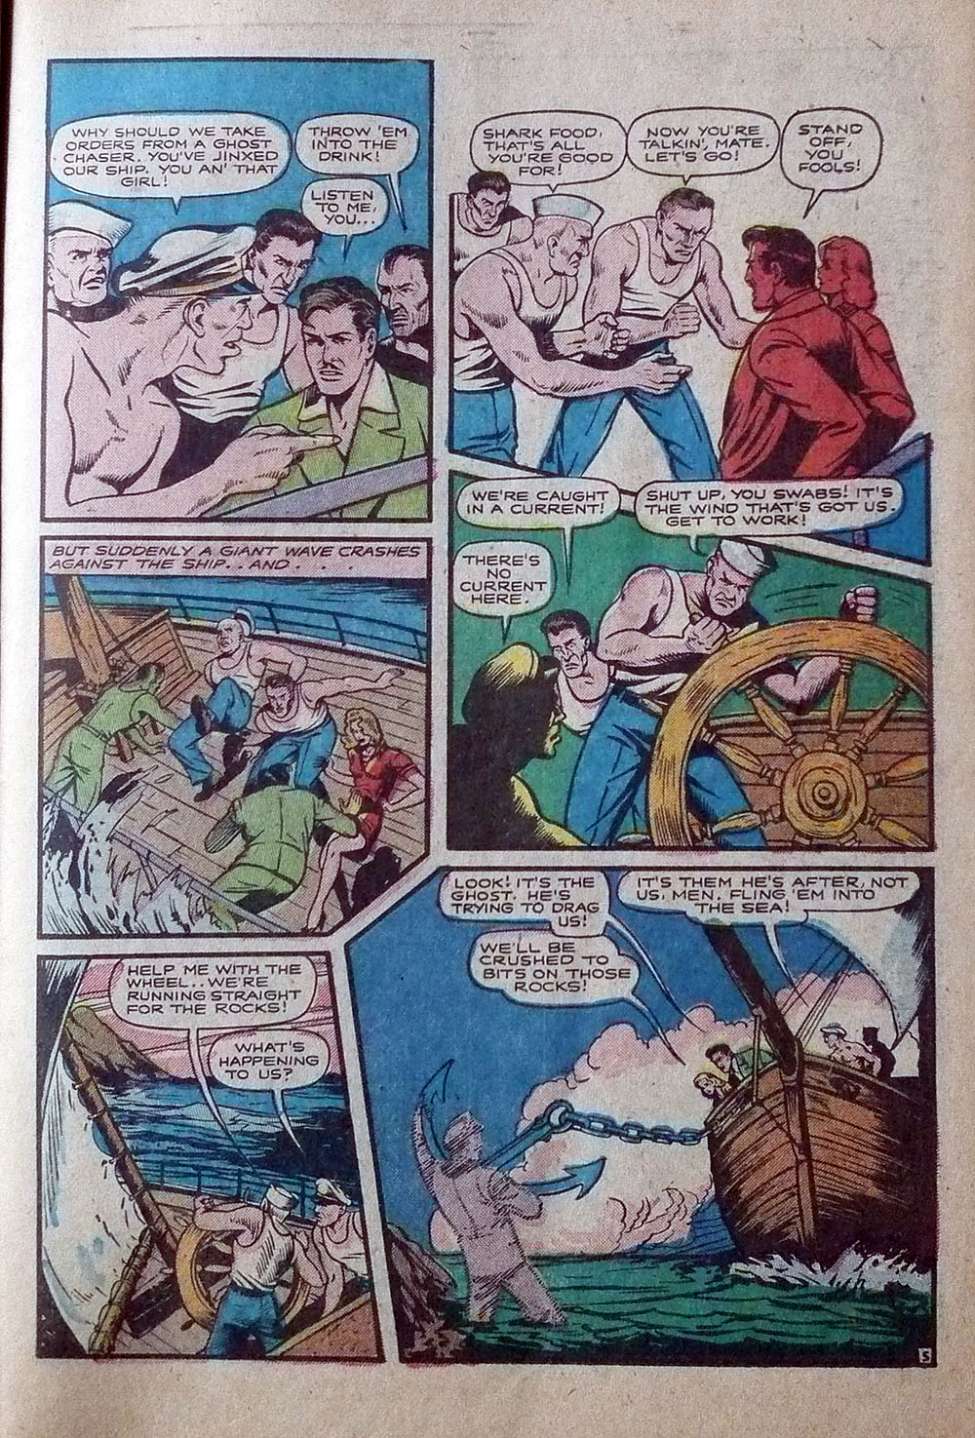 WHY SHOULD WE TAKE
ORDERS FROM A GHOST
CHASER. YOU'VE JINXED
OUR SHIP. YOU AN' THAT
GIRL!
THROW 'EM
INTO THE
DRINK!
LISTEN
TO ME,
YOU...
SHARK FOOD,
THAT'S ALL
YOU'RE GOOD
FOR!
NOW YOU'RE
TALKIN', MATE.
LET'S GO!
STAND
OFF,
YOU
FOOLS!
BUT SUDDENLY A GIANT WAVE CRASHES
AGAINST THE SHIP.. AND . . . .
WE'RE CAUGHT
IN A CURRENT!
SHUT UP, YOU SWABS! IT'S
THE WIND THAT'S GOT US.
GET TO WORK!
THERE'S
NO
CURRENT
HERE.
HELP ME WITH THE
WHEEL.. WE'RE
RUNNING STRAIGHT
FOR THE ROCKS!
WHAT'S
HAPPENING
TO US?
LOOK! IT'S THE
GHOST. HE'S
TRYING TO DRAG
US!
IT'S THEM HE'S AFTER, NOT
US, MEN. FLING 'EM INTO
THE SEA!
WE'LL BE
CRUSHED TO
BITS ON THOSE
ROCKS!
5